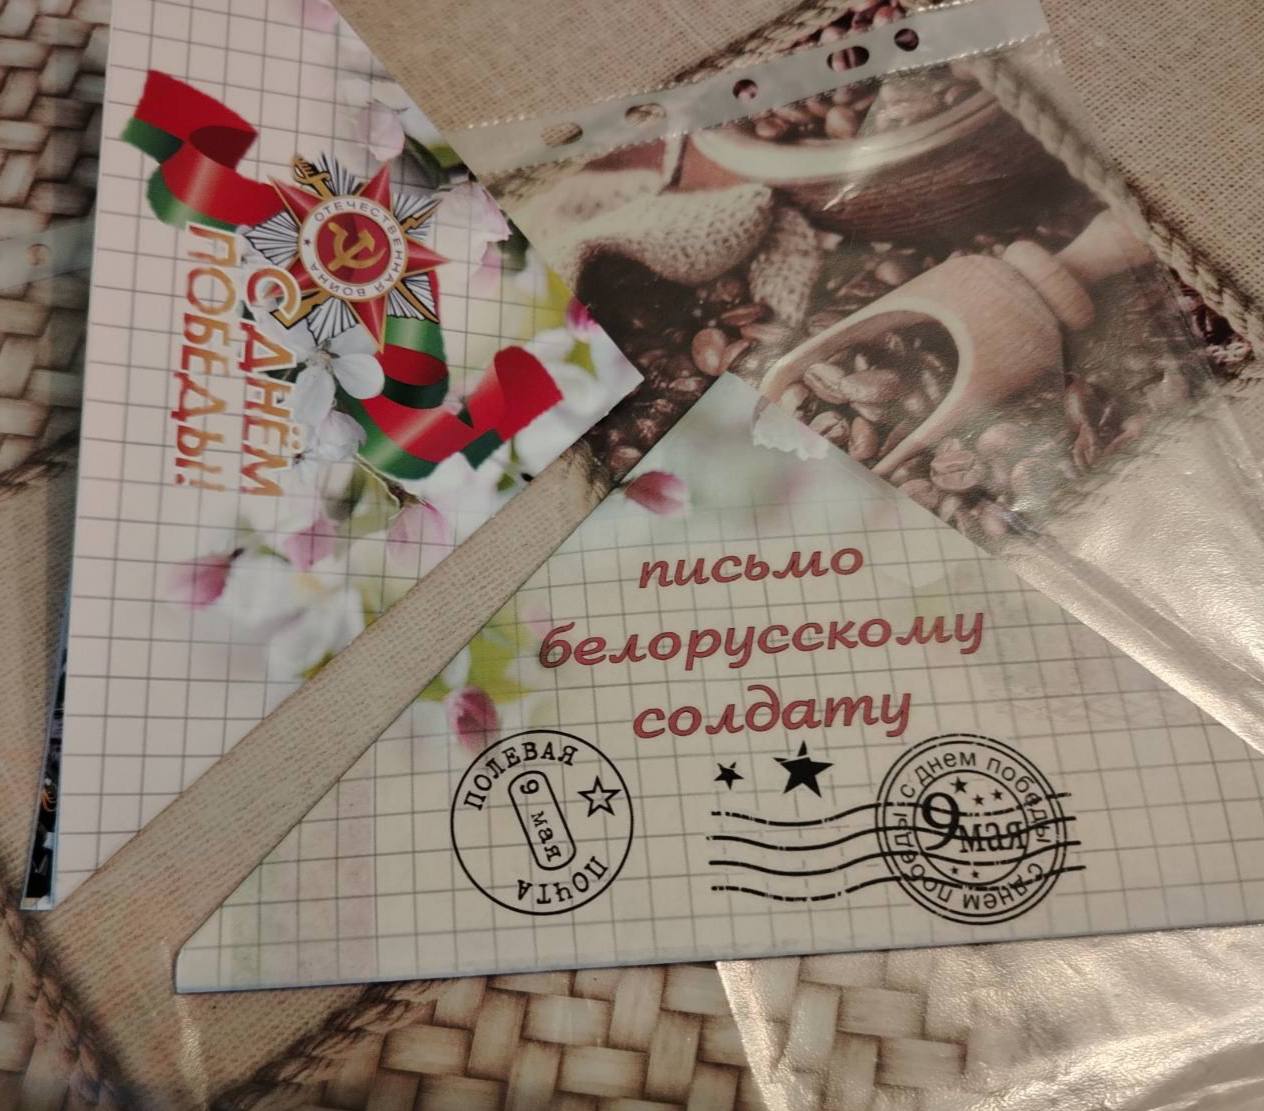 ОТЕЧЕСТВЕННАЯ ВОЙНА
С ДНЁМ
ПОБЕДЫ!
письмо
белорусскому
солдату
ПОЛЕВАЯ
9 мая
ПОЧТА
с днем победы
9 мая
с днем победы